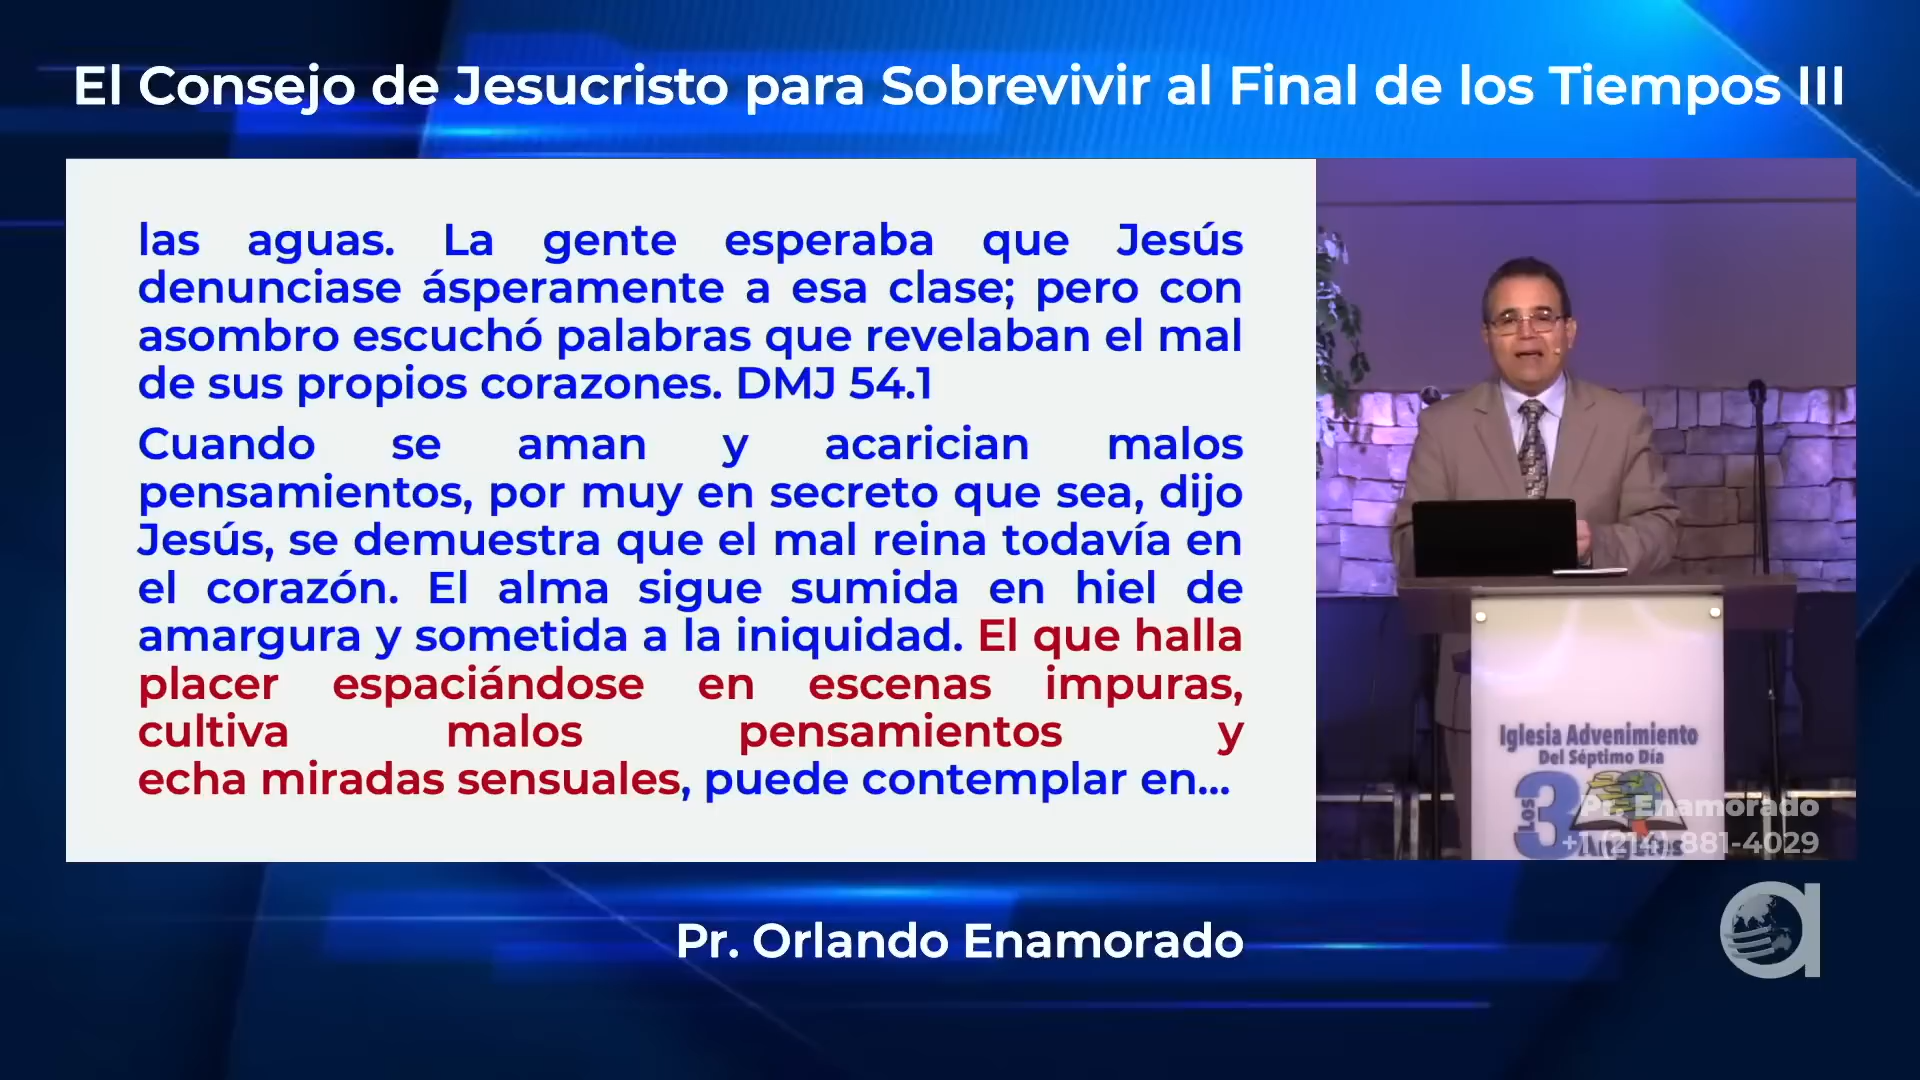 El Consejo de Jesucristo para Sobrevivir al Final de los Tiempos III
las aguas. La gente esperaba que Jesús
denunciase ásperamente a esa clase; pero con
asombro escuchó palabras que revelaban el mal
de sus propios corazones. DMJ 54.1
Cuando se aman y acarician malos
pensamientos, por muy en secreto que sea, dijo
Jesús, se demuestra que el mal reina todavía en
el corazón. El alma sigue sumida en hiel de
amargura y sometida a la iniquidad. El que halla
placer espaciándose en escenas impuras,
cultiva malos pensamientos y
echa miradas sensuales, puede contemplar en...
Iglesia Advenimiento
Del Séptimo Día
Los 3
Angeles
Pr. Enamorado
+1 (214) 881-4029
Pr. Orlando Enamorado